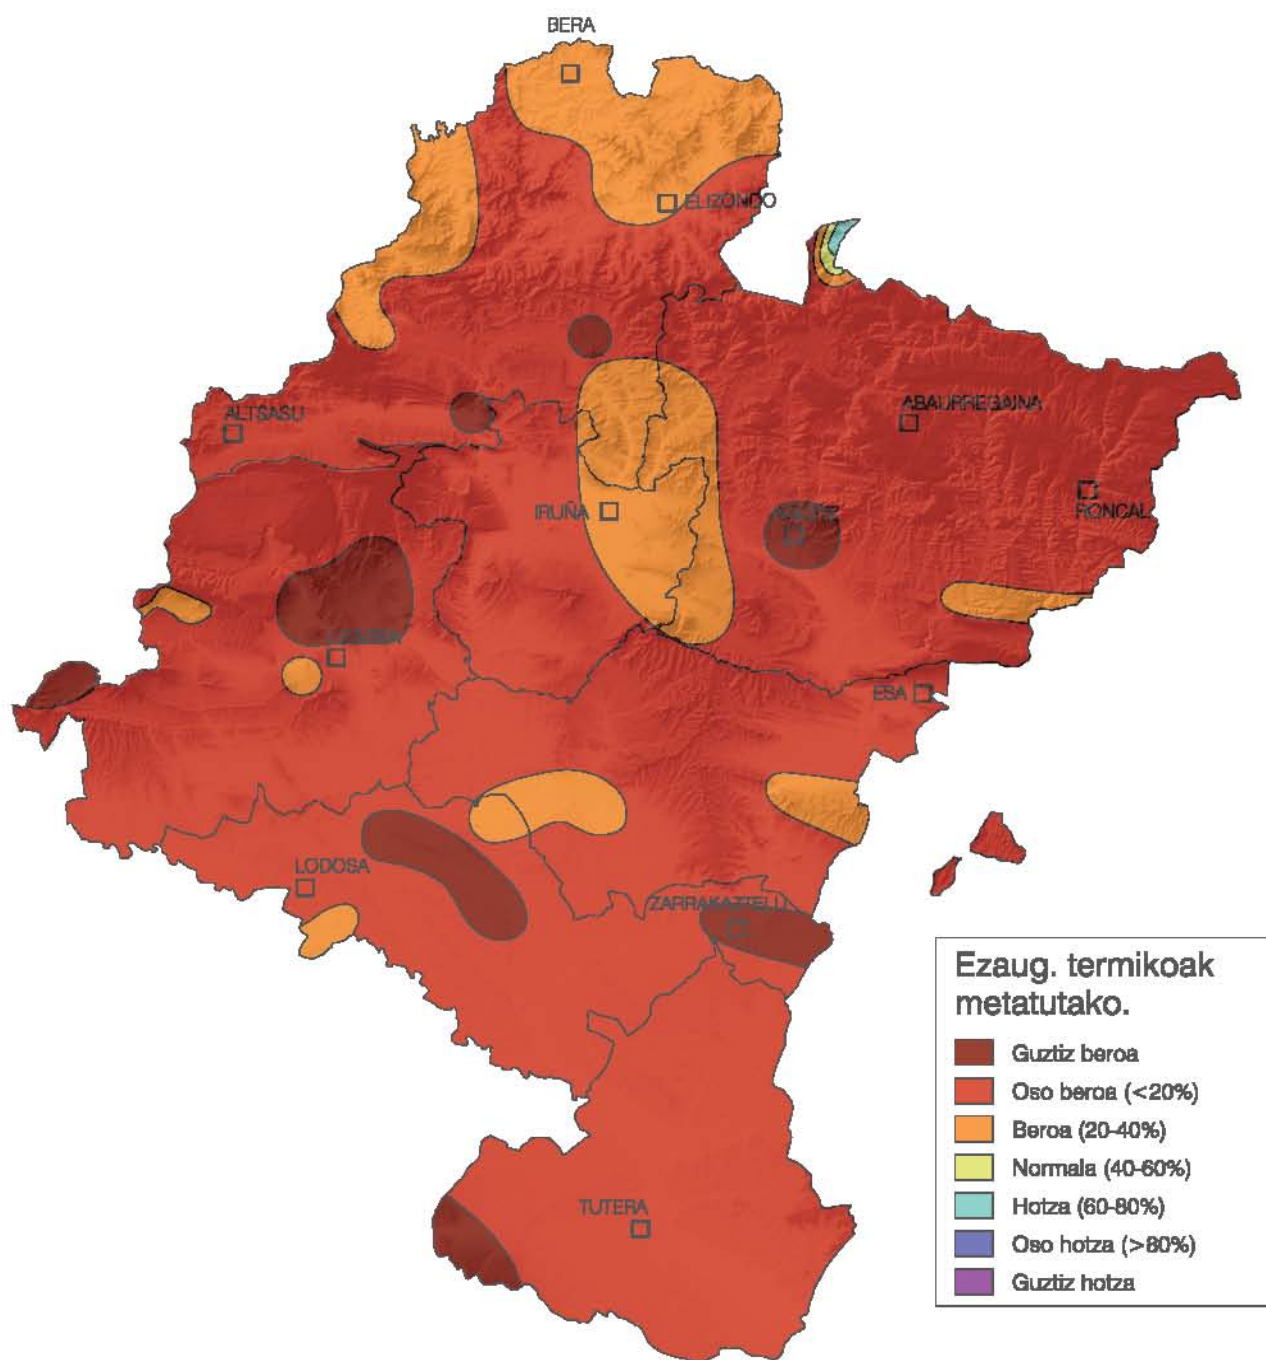 BERA
ELIZONDO
ALTSASU
ABAURREGAINA
IRUÑA
RONCAL
ESA
LODOSA
ZARRAKAZTELU
TUTERA
Ezaug. termikoak
metatutako.
Guztiz beroa
Oso beroa (<20%)
Beroa (20-40%)
Normala (40-60%)
Hotza (60-80%)
Oso hotza (>80%)
Guztiz hotza